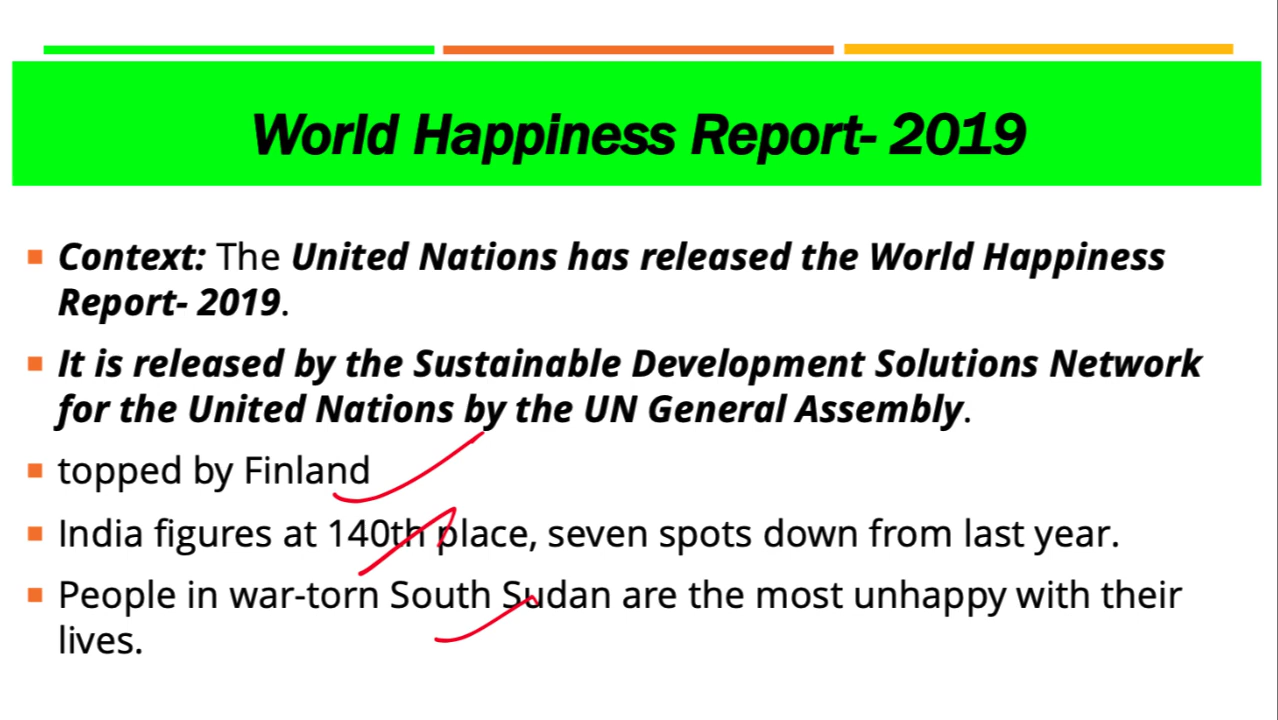 World Happiness Report- 2019
Context: The United Nations has released the World Happiness
Report- 2019.
It is released by the Sustainable Development Solutions Network
for the United Nations by the UN General Assembly.
topped by Finland
India figures at 140th place, seven spots down from last year.
People in war-torn South Sudan are the most unhappy with their
lives.